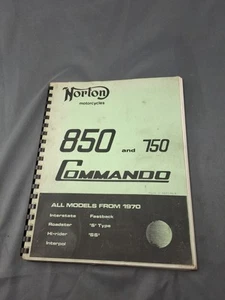 Norton
motorcycles
850 and 750
COMMANDO
ALL MODELS FROM 1970
Interstate Fastback
Roadster 'S' Type
Hi-rider 'SS'
Interpol